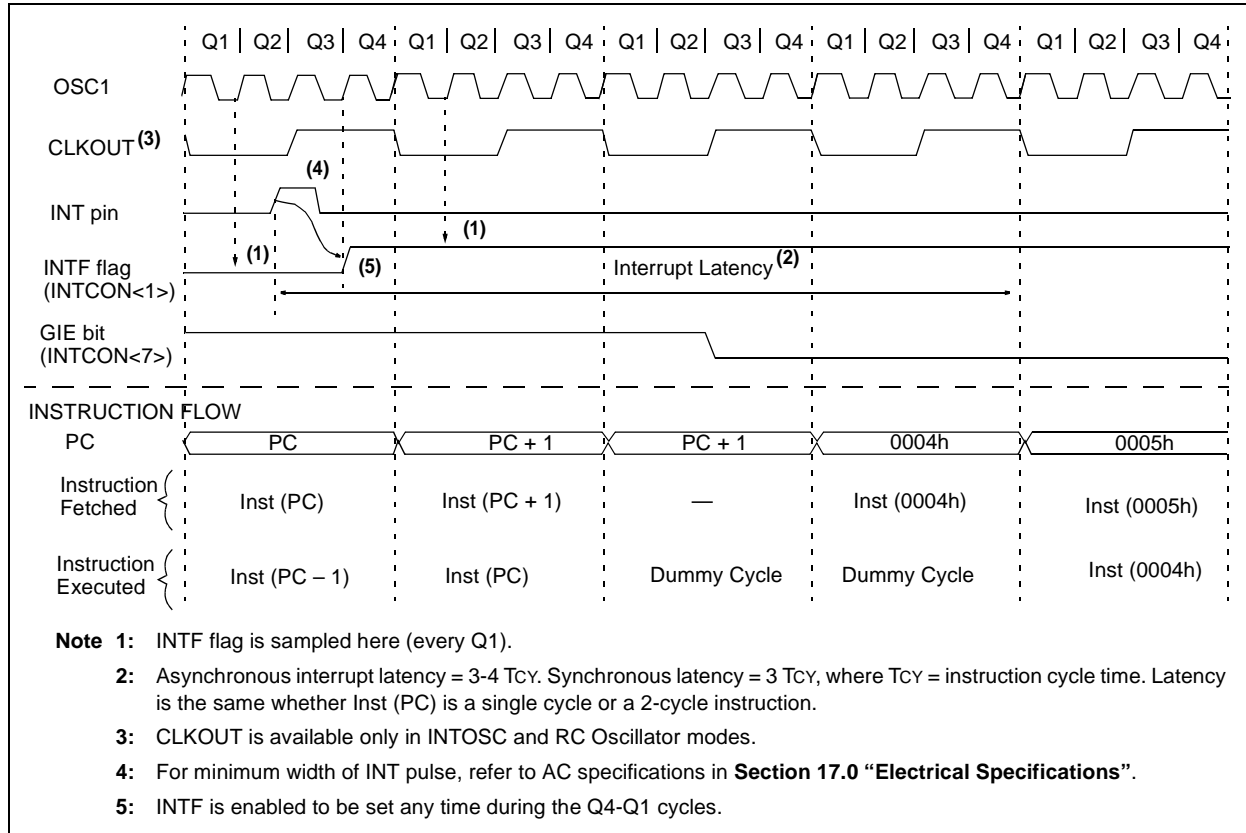 Q1 Q2 Q3 Q4 Q1 Q2 Q3 Q4 Q1 Q2 Q3 Q4 Q1 Q2 Q3 Q4 Q1 Q2 Q3 Q4
OSC1
CLKOUT(3)
(4)
INT pin
(1)
(1)
(5)
INTF flag
(INTCON<1>)
Interrupt Latency(2)
GIE bit
(INTCON<7>)
INSTRUCTION FLOW
PC PC PC + 1 PC + 1 0004h 0005h
Instruction
Fetched
Inst (PC) Inst (PC + 1) — Inst (0004h) Inst (0005h)
Instruction
Executed
Inst (PC – 1) Inst (PC) Dummy Cycle Dummy Cycle Inst (0004h)
Note 1: INTF flag is sampled here (every Q1).
2: Asynchronous interrupt latency = 3-4 TCY. Synchronous latency = 3 TCY, where TCY = instruction cycle time. Latency
is the same whether Inst (PC) is a single cycle or a 2-cycle instruction.
3: CLKOUT is available only in INTOSC and RC Oscillator modes.
4: For minimum width of INT pulse, refer to AC specifications in Section 17.0 “Electrical Specifications”.
5: INTF is enabled to be set any time during the Q4-Q1 cycles.